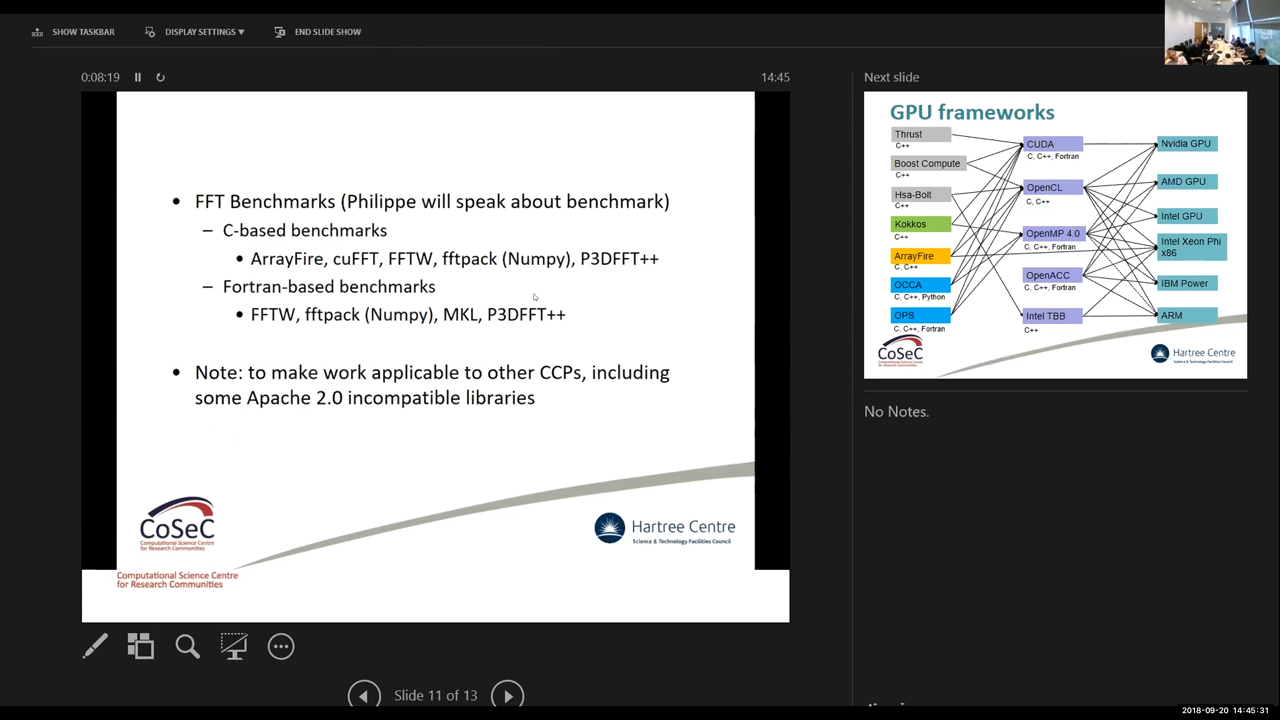 SHOW TASKBAR
DISPLAY SETTINGS ▼
END SLIDE SHOW
0:08:19
14:45
• FFT Benchmarks (Philippe will speak about benchmark)
– C-based benchmarks
• ArrayFire, cuFFT, FFTW, fftpack (Numpy), P3DFFT++
– Fortran-based benchmarks
• FFTW, fftpack (Numpy), MKL, P3DFFT++
• Note: to make work applicable to other CCPs, including
some Apache 2.0 incompatible libraries
CoSeC
Computational Science Centre
for Research Communities
Hartree Centre
Science & Technology Facilities Council
Computational Science Centre
for Research Communities
Slide 11 of 13
Next slide
GPU frameworks
Thrust
C++
Boost Compute
C++
Hsa-Bolt
C++
Kokkos
C++
ArrayFire
C, C++
OCCA
C, C++, Python
OPS
C, C++, Fortran
CUDA
C, C++, Fortran
OpenCL
C, C++
OpenMP 4.0
C, C++, Fortran
OpenACC
C, C++, Fortran
Intel TBB
C++
Nvidia GPU
AMD GPU
Intel GPU
Intel Xeon Phi
x86
IBM Power
ARM
CoSeC
Hartree Centre
No Notes.
2018-09-20 14:45:31